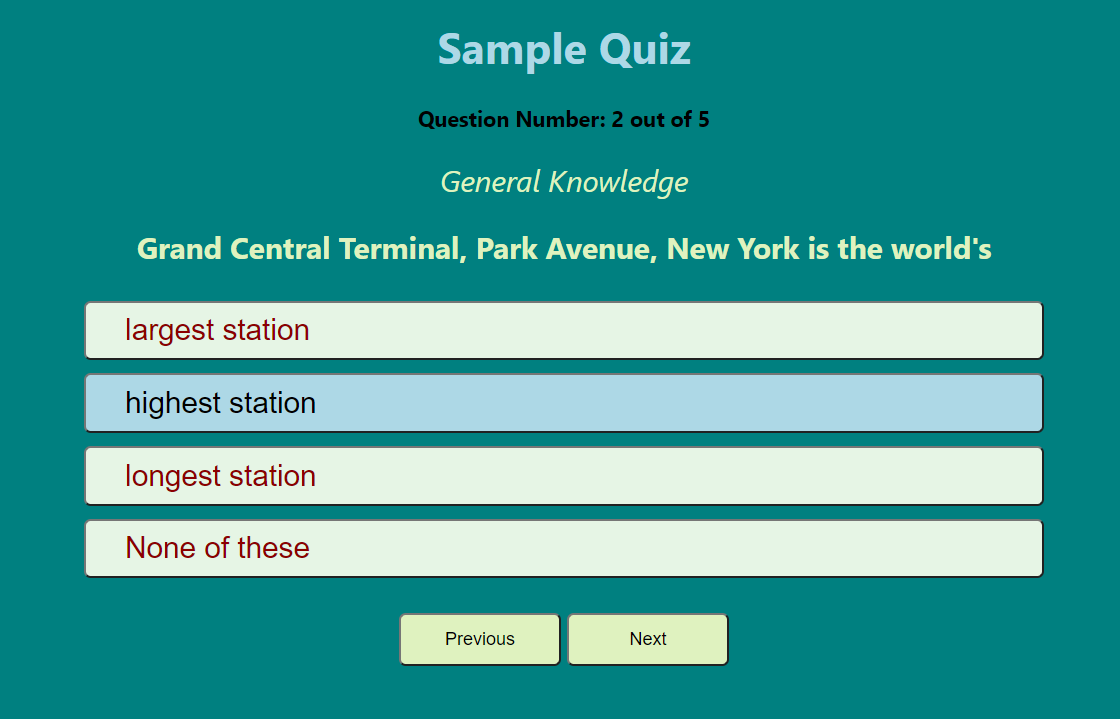 Sample Quiz
Question Number: 2 out of 5
General Knowledge
Grand Central Terminal, Park Avenue, New York is the world's
largest station
highest station
longest station
None of these
Previous
Next